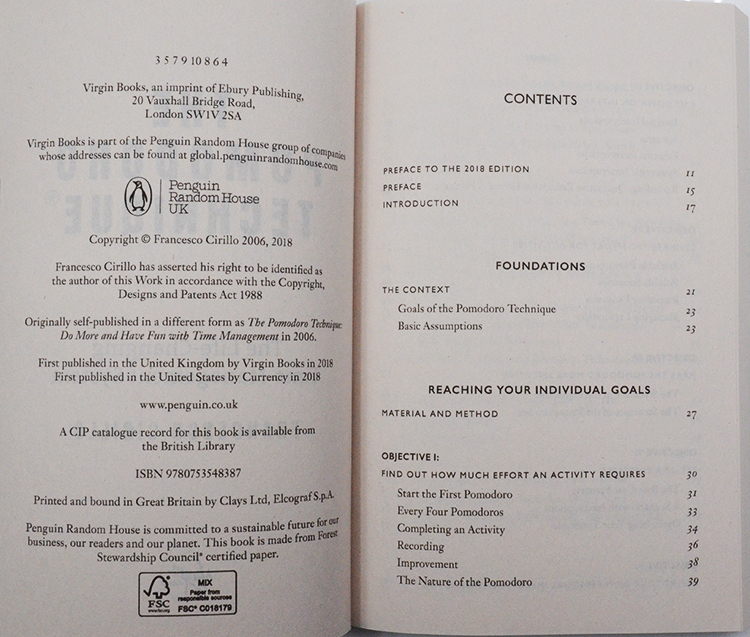 3 5 7 9 10 8 6 4
Virgin Books, an imprint of Ebury Publishing,
20 Vauxhall Bridge Road,
London SW1V 2SA
Virgin Books is part of the Penguin Random House group of companies
whose addresses can be found at global.penguinrandomhouse.com
Penguin
Random House
UK
Copyright © Francesco Cirillo 2006, 2018
Francesco Cirillo has asserted his right to be identified as
the author of this Work in accordance with the Copyright,
Designs and Patents Act 1988
Originally self-published in a different form as The Pomodoro Technique:
Do More and Have Fun with Time Management in 2006.
First published in the United Kingdom by Virgin Books in 2018
First published in the United States by Currency in 2018
www.penguin.co.uk
A CIP catalogue record for this book is available from
the British Library
ISBN 9780753548387
Printed and bound in Great Britain by Clays Ltd, Elcograf S.p.A.
Penguin Random House is committed to a sustainable future for our
business, our readers and our planet. This book is made from Forest
Stewardship Council® certified paper.
FSC
www.fsc.org
MIX
Paper from
responsible sources
FSC® C018179
CONTENTS
PREFACE TO THE 2018 EDITION 11
PREFACE 15
INTRODUCTION 17
FOUNDATIONS
THE CONTEXT 21
Goals of the Pomodoro Technique 23
Basic Assumptions 23
REACHING YOUR INDIVIDUAL GOALS
MATERIAL AND METHOD 27
OBJECTIVE I:
FIND OUT HOW MUCH EFFORT AN ACTIVITY REQUIRES 30
Start the First Pomodoro 31
Every Four Pomodoros 33
Completing an Activity 34
Recording 36
Improvement 38
The Nature of the Pomodoro 39